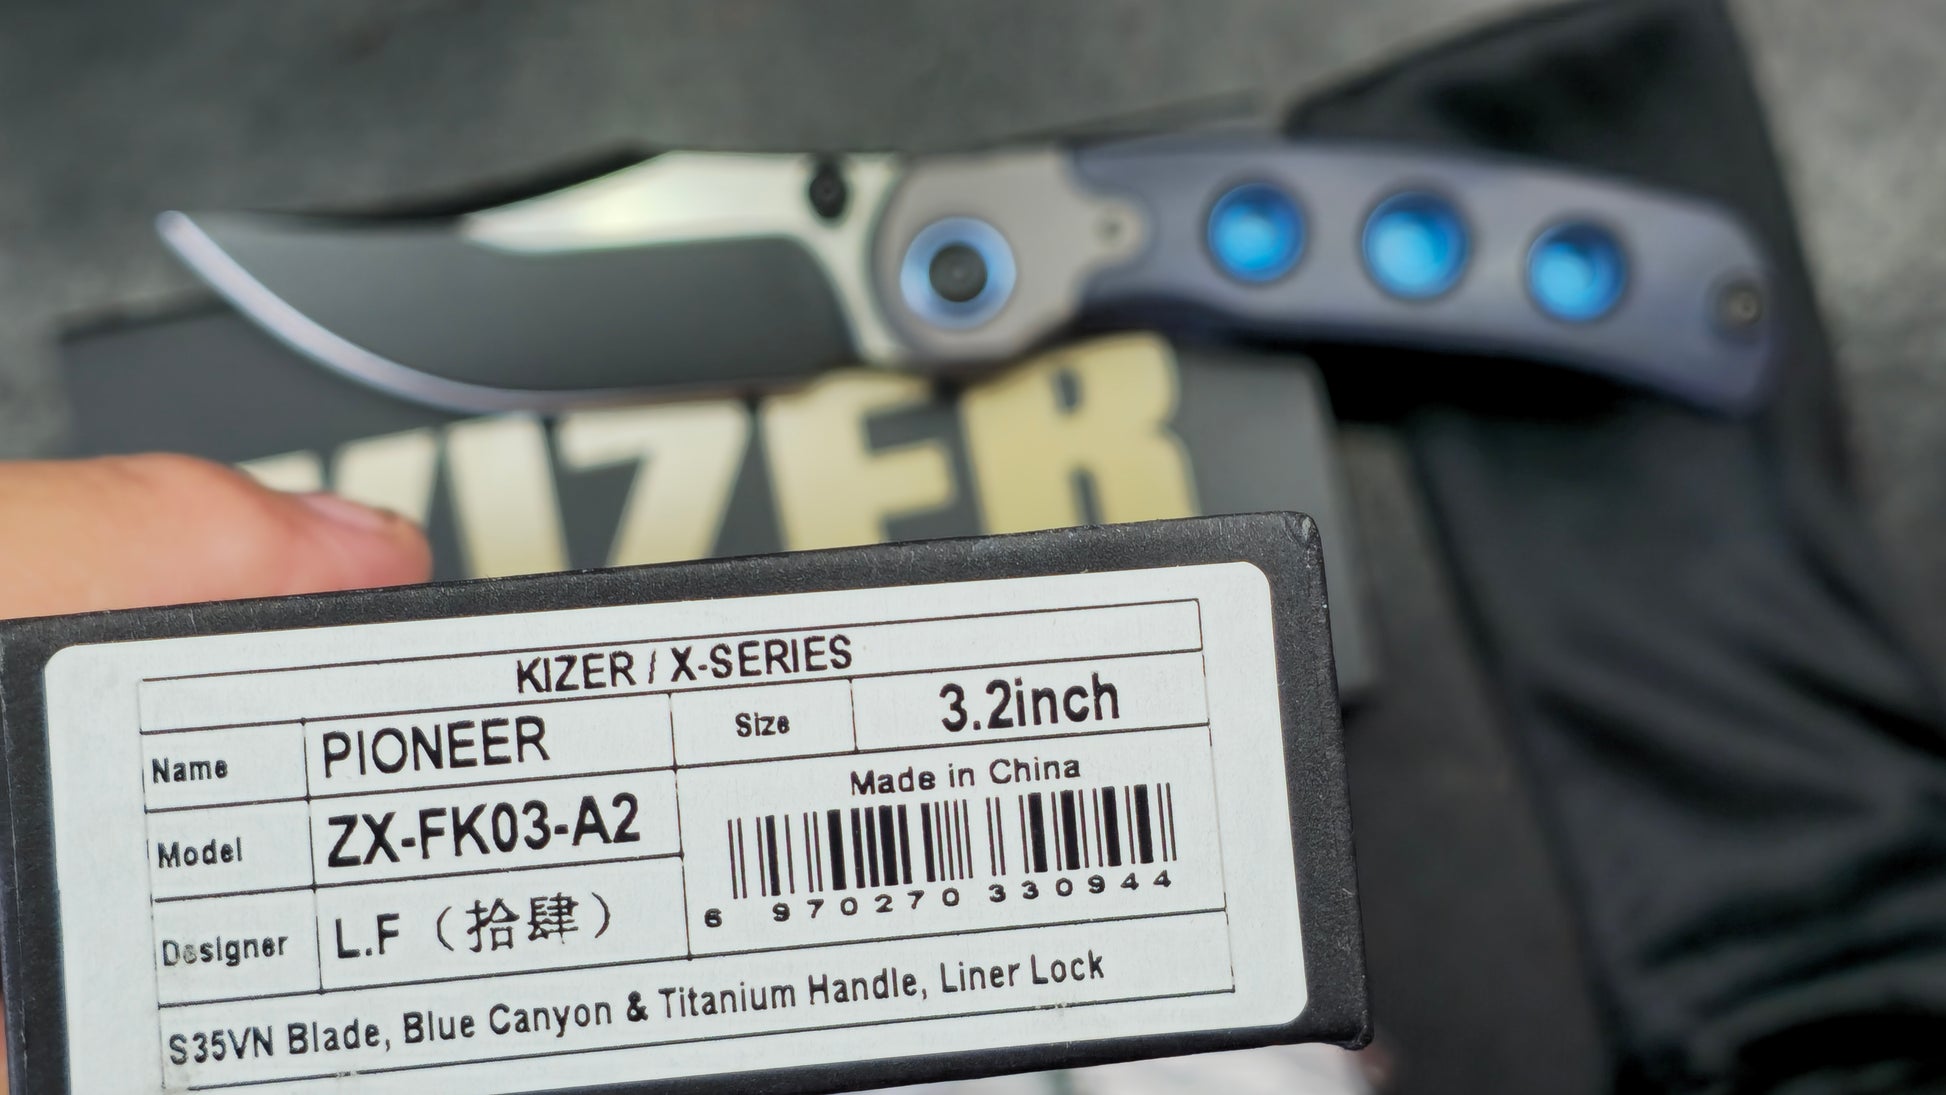 KIZER
KIZER / X-SERIES
Name PIONEER Size 3.2inch
Model ZX-FK03-A2 Made in China
6 970270 330944
Designer L.F（拾肆）
S35VN Blade, Blue Canyon & Titanium Handle, Liner Lock